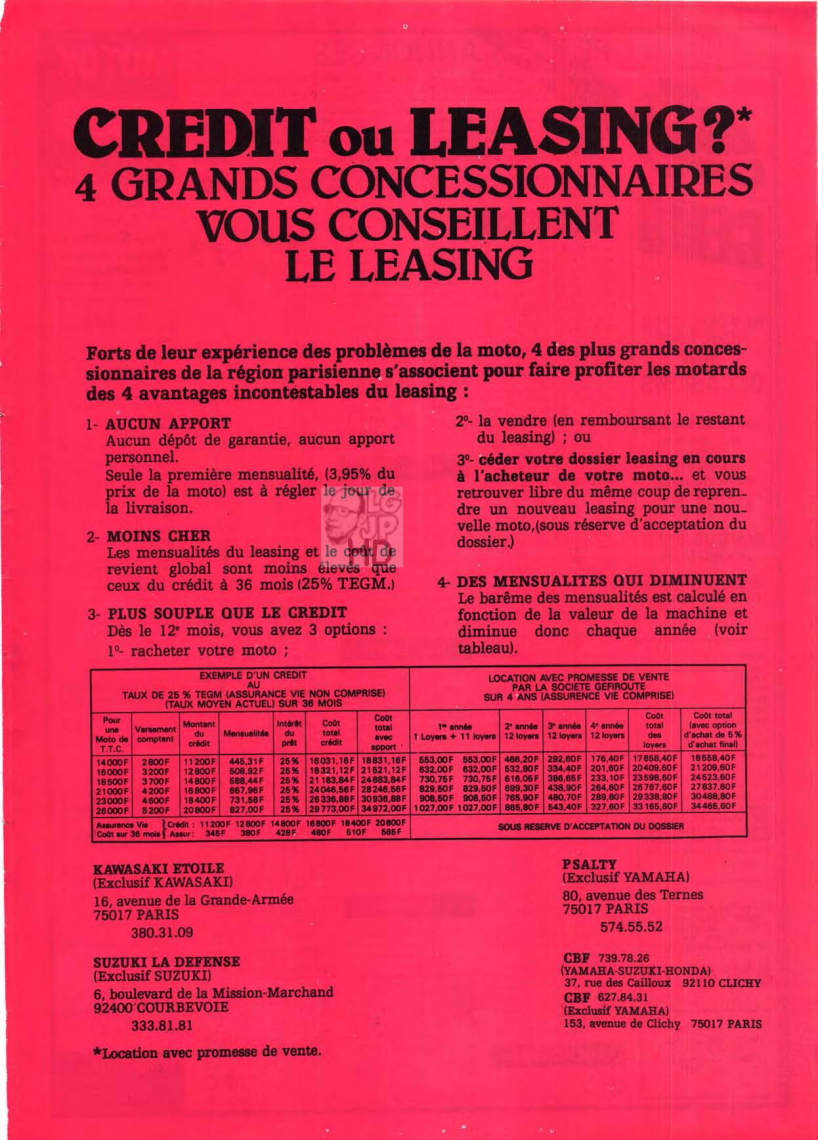 CREDIT ou LEASING?*
4 GRANDS CONCESSIONNAIRES
VOUS CONSEILLENT
LE LEASING
Forts de leur expérience des problèmes de la moto, 4 des plus grands conces-
sionnaires de la région parisienne s'associent pour faire profiter les motards
des 4 avantages incontestables du leasing :
1- AUCUN APPORT
Aucun dépôt de garantie, aucun apport
personnel.
Seule la première mensualité, (3,95% du
prix de la moto) est à régler le jour de
la livraison.
2- MOINS CHER
Les mensualités du leasing et le coût de
revient global sont moins élevés que
ceux du crédit à 36 mois (25% TEGM.)
3- PLUS SOUPLE QUE LE CREDIT
Dès le 12e mois, vous avez 3 options :
1º- racheter votre moto ;
2º- la vendre (en remboursant le restant
du leasing) ; ou
3º- céder votre dossier leasing en cours
à l'acheteur de votre moto... et vous
retrouver libre du même coup de repren-
dre un nouveau leasing pour une nou-
velle moto,(sous réserve d'acceptation du
dossier.)
4- DES MENSUALITES QUI DIMINUENT
Le barême des mensualités est calculé en
fonction de la valeur de la machine et
diminue donc chaque année (voir
tableau).
LG
JP
HD
EXEMPLE D'UN CREDIT
AU
TAUX DE 25 % TEGM (ASSURANCE VIE NON COMPRISE)
(TAUX MOYEN ACTUEL) SUR 36 MOIS
LOCATION AVEC PROMESSE DE VENTE
PAR LA SOCIETE GEFIROUTE
SUR 4 ANS (ASSURANCE VIE COMPRISE)
Pour une Moto de T.T.C. Versement comptant Montant du crédit Mensualités Intérêt du prêt Coût total crédit Coût total avec apport 1re année 1 Loyers + 11 loyers 2e année 12 loyers 3e année 12 loyers 4e année 12 loyers Coût total des loyers Coût total (avec option d'achat de 5% d'achat final)
14000F 2800F 11200F 445,31F 25% 16031,16F 18831,16F 553,00F 553,00F 466,20F 292,60F 176,40F 17858,40F 18558,40F
16000F 3200F 12800F 508,92F 25% 18321,12F 21521,12F 632,00F 632,00F 532,80F 334,40F 201,60F 20409,60F 21209,60F
18500F 3700F 14800F 588,44F 25% 21183,84F 24883,84F 730,75F 730,75F 616,05F 386,65F 233,10F 23598,60F 24523,60F
21000F 4200F 16800F 667,96F 25% 24046,56F 28246,56F 829,50F 829,50F 699,30F 438,90F 264,60F 26787,60F 27837,60F
23000F 4600F 18400F 731,58F 25% 26336,88F 30936,88F 908,50F 908,50F 765,90F 480,70F 289,80F 29338,80F 30488,80F
26000F 5200F 20800F 827,00F 25% 29773,00F 34972,00F 1027,00F 1027,00F 865,80F 543,40F 327,60F 33165,60F 34465,60F
Assurance Vie } Crédit : 11200F 12800F 14800F 16800F 18400F 20800F
Coût sur 36 mois } Assur: 345F 380F 428F 480F 510F 565F
SOUS RESERVE D'ACCEPTATION DU DOSSIER
KAWASAKI ETOILE
(Exclusif KAWASAKI)
16, avenue de la Grande-Armée
75017 PARIS
380.31.09
SUZUKI LA DEFENSE
(Exclusif SUZUKI)
6, boulevard de la Mission-Marchand
92400 COURBEVOIE
333.81.81
*Location avec promesse de vente.
PSALTY
(Exclusif YAMAHA)
80, avenue des Ternes
75017 PARIS
574.55.52
CBF 739.78.26
(YAMAHA-SUZUKI-HONDA)
37, rue des Cailloux 92110 CLICHY
CBF 627.84.31
(Exclusif YAMAHA)
153, avenue de Clichy 75017 PARIS